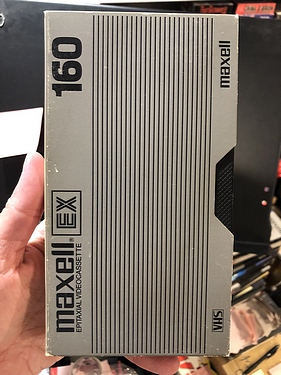 160
maxell
maxell® EX
EPITAXIAL VIDEOCASSETTE
VHS